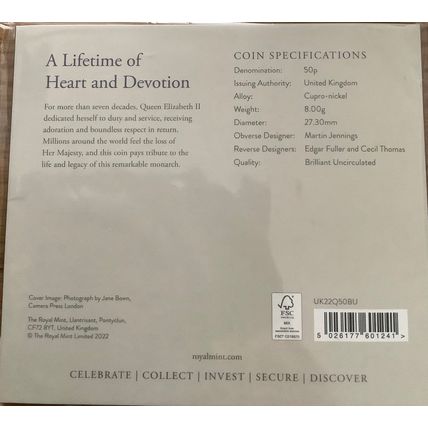 A Lifetime of
Heart and Devotion
For more than seven decades, Queen Elizabeth II
dedicated herself to duty and service, receiving
adoration and boundless respect in return.
Millions around the world feel the loss of
Her Majesty, and this coin pays tribute to the
life and legacy of this remarkable monarch.
COIN SPECIFICATIONS
Denomination: 50p
Issuing Authority: United Kingdom
Alloy: Cupro-nickel
Weight: 8.00g
Diameter: 27.30mm
Obverse Designer: Martin Jennings
Reverse Designers: Edgar Fuller and Cecil Thomas
Quality: Brilliant Uncirculated
Cover Image: Photograph by Jane Bown,
Camera Press London
The Royal Mint, Llantrisant, Pontyclun,
CF72 8YT, United Kingdom
© The Royal Mint Limited 2022
FSC
MIX
UK22Q50BU
5 026177 601241 >
royalmint.com
CELEBRATE | COLLECT | INVEST | SECURE | DISCOVER